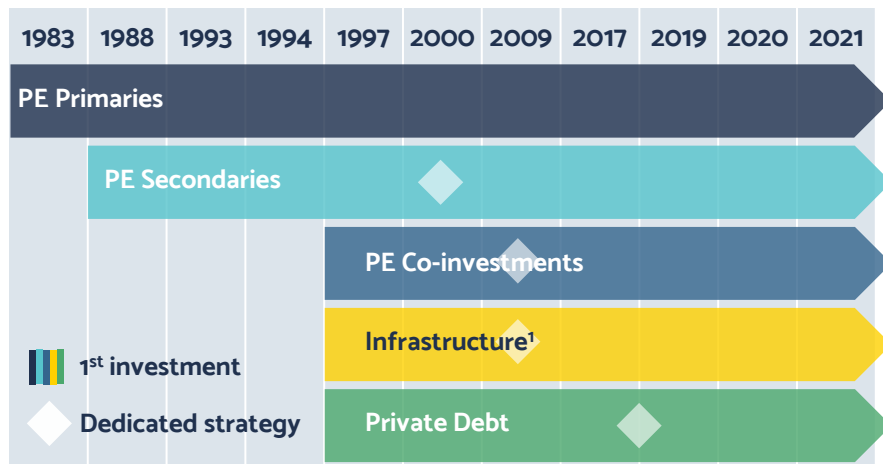 1983 1988 1993 1994 1997 2000 2009 2017 2019 2020 2021
PE Primaries
PE Secondaries
PE Co-investments
Infrastructure¹
1st investment
Dedicated strategy
Private Debt